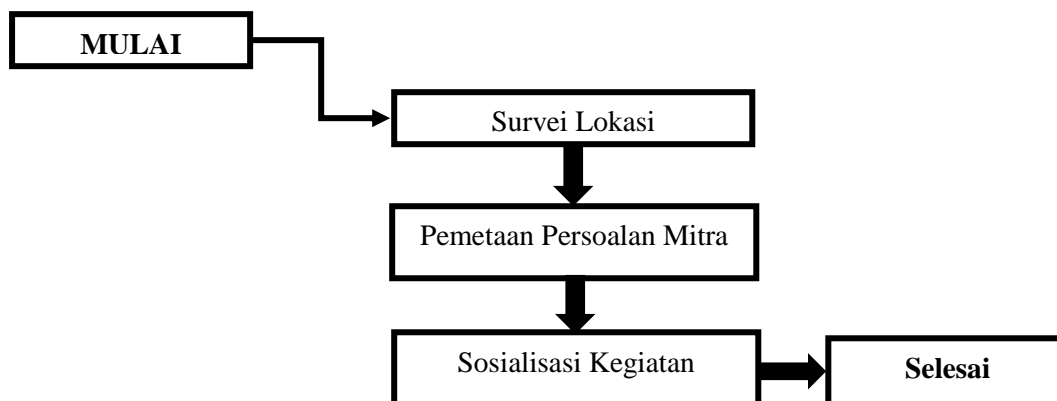 MULAI
Survei Lokasi
Pemetaan Persoalan Mitra
Sosialisasi Kegiatan
Selesai